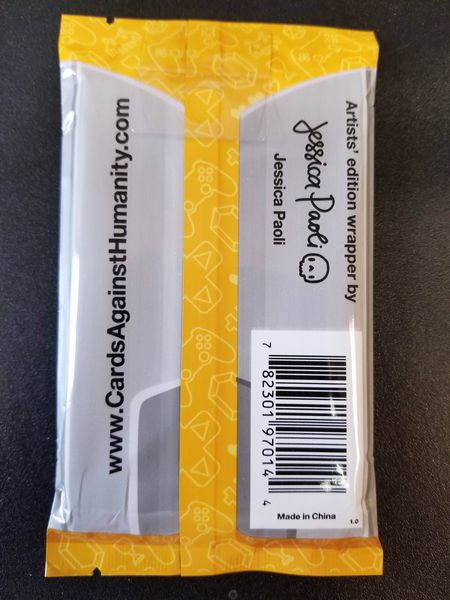 www.CardsAgainstHumanity.com
Artists' edition wrapper by
Jessica Paoli
Jessica Paoli
7 82301 97014 4
Made in China
1.0